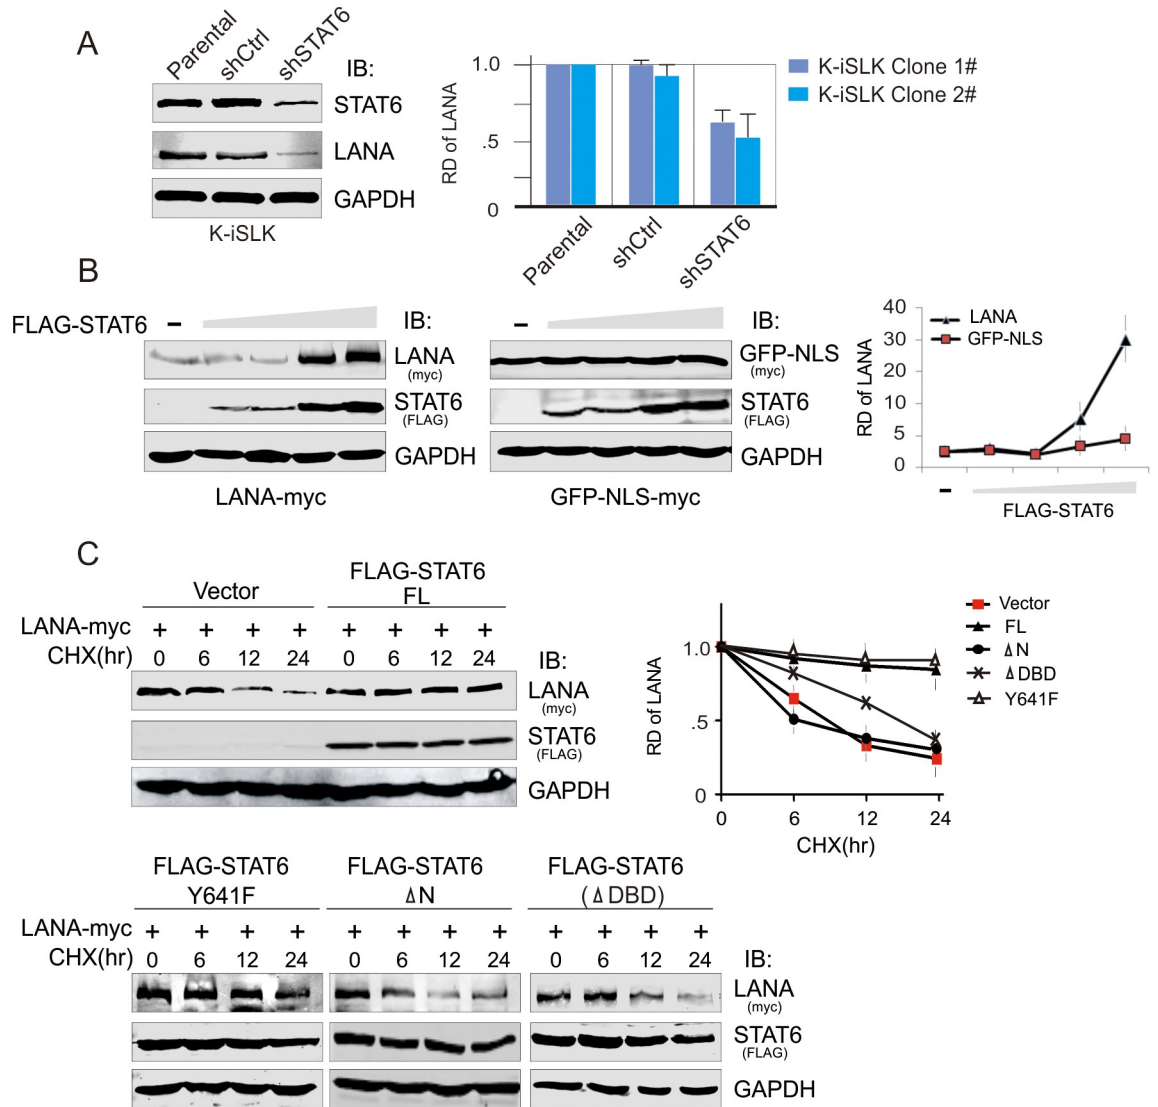 A
Parental shCtrl shSTAT6
IB:
STAT6
LANA
GAPDH
K-iSLK
RD of LANA
1.0
.5
0
Parental shCtrl shSTAT6
K-iSLK Clone 1#
K-iSLK Clone 2#
B
FLAG-STAT6 – IB:
LANA
(myc)
STAT6
(FLAG)
GAPDH
LANA-myc
– IB:
GFP-NLS
(myc)
STAT6
(FLAG)
GAPDH
GFP-NLS-myc
RD of LANA
40
30
20
10
5
0
LANA
GFP-NLS
–
FLAG-STAT6
C
Vector
FLAG-STAT6
FL
LANA-myc + + + + + + + +
CHX(hr) 0 6 12 24 0 6 12 24
IB:
LANA
(myc)
STAT6
(FLAG)
GAPDH
RD of LANA
1.0
.5
0
0 6 12 24
CHX(hr)
Vector
FL
ΔN
ΔDBD
Y641F
FLAG-STAT6
Y641F
FLAG-STAT6
ΔN
FLAG-STAT6
(ΔDBD)
LANA-myc + + + + + + + + + + + +
CHX(hr) 0 6 12 24 0 6 12 24 0 6 12 24 IB:
LANA
(myc)
STAT6
(FLAG)
GAPDH